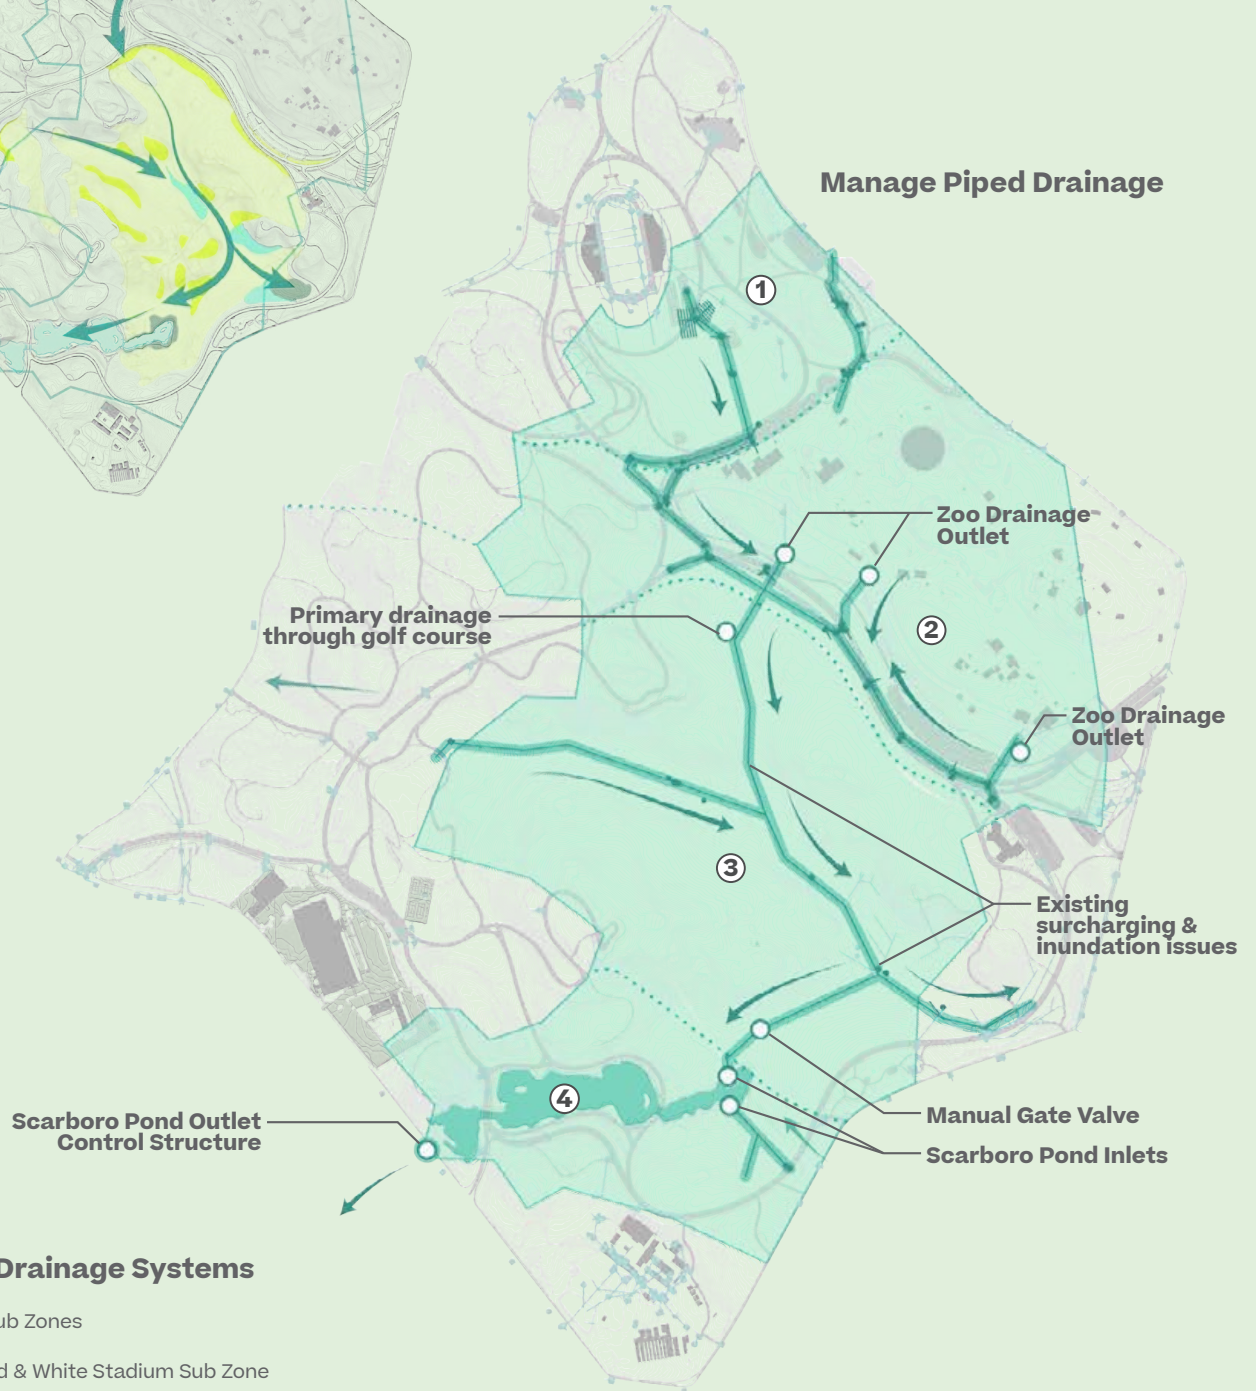 Manage Piped Drainage
1
Zoo Drainage
Outlet
Primary drainage
through golf course
2
Zoo Drainage
Outlet
3
Existing
surcharging &
inundation issues
4
Scarboro Pond Outlet
Control Structure
Manual Gate Valve
Scarboro Pond Inlets
Drainage Systems
Zones
& White Stadium Sub Zone